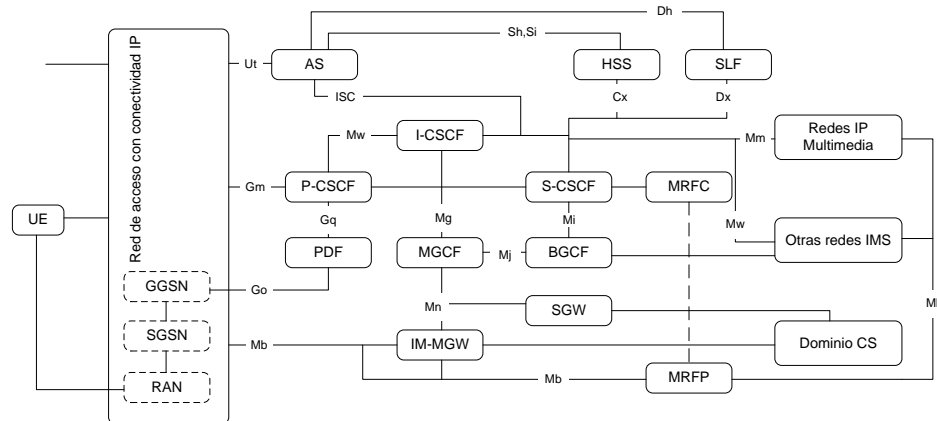 Dh
Sh,Si
Red de acceso con conectividad IP
Ut
AS
HSS
SLF
ISC
Cx
Dx
Mw
I-CSCF
Mm
Redes IP
Multimedia
Gm
P-CSCF
S-CSCF
MRFC
UE
Gq
Mg
Mi
Mw
Otras redes IMS
PDF
MGCF
Mj
BGCF
GGSN
Go
Mn
SGW
SGSN
Mb
IM-MGW
Dominio CS
RAN
Mb
MRFP